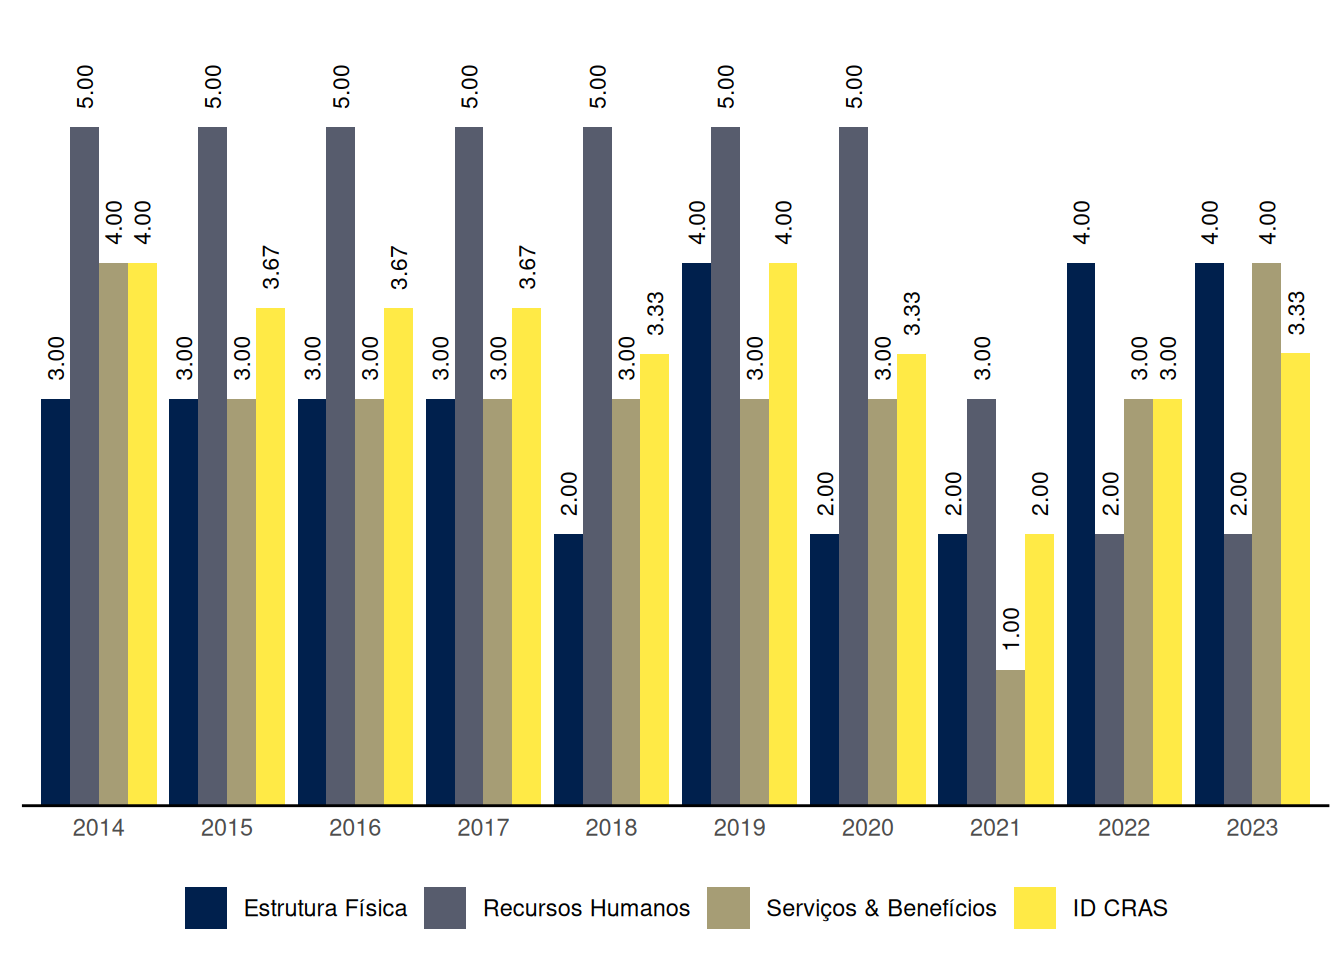 5.00 5.00 5.00 5.00 5.00 5.00 5.00
4.00 4.00 4.00 4.00 4.00 4.00 4.00
3.67 3.67 3.67 3.33 3.33 3.33
3.00 3.00 3.00 3.00 3.00 3.00 3.00 3.00 3.00 3.00 3.00 3.00 3.00
2.00 2.00 2.00 2.00 2.00 2.00
1.00
2014 2015 2016 2017 2018 2019 2020 2021 2022 2023
Estrutura Física Recursos Humanos Serviços & Benefícios ID CRAS